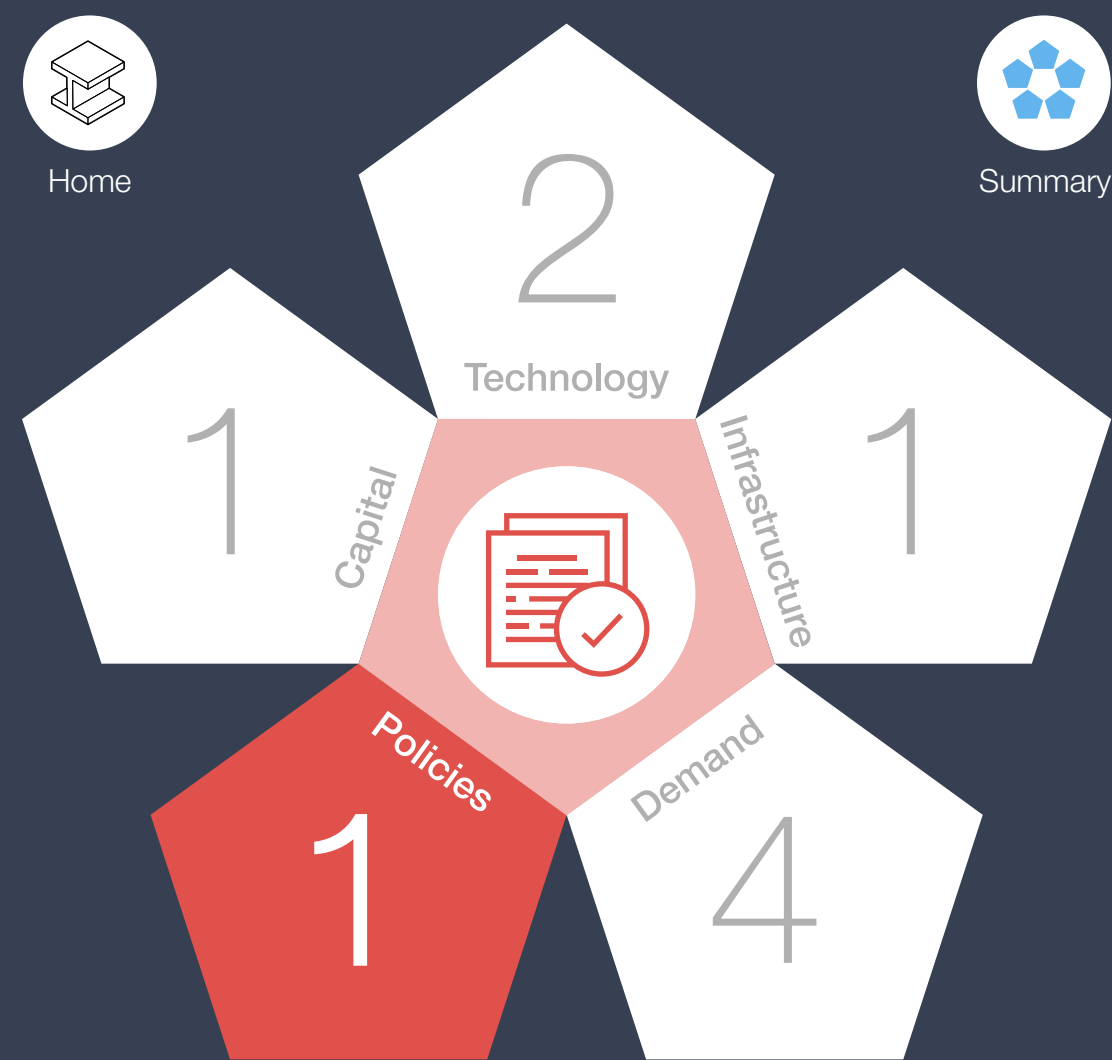 Home
Summary
2
Technology
1
Capital
1
Infrastructure
Policies
1
Demand
4